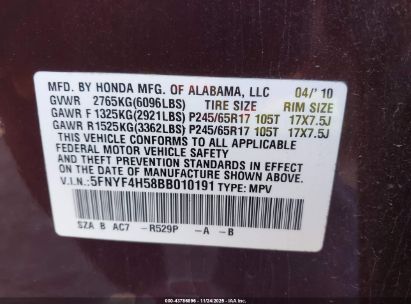 MFD. BY HONDA MFG. OF ALABAMA, LLC 04/'10
GVWR 2765KG(6096LBS) TIRE SIZE RIM SIZE
GAWR F 1325KG(2921LBS) P245/65R17 105T 17X7.5J
GAWR R 1525KG(3362LBS) P245/65R17 105T 17X7.5J
THIS VEHICLE CONFORMS TO ALL APPLICABLE
FEDERAL MOTOR VEHICLE SAFETY
AND THEFT PREVENTION STANDARDS IN EFFECT
ON THE DATE OF MANUFACTURE SHOWN ABOVE.
V.I.N.:5FNYF4H58BB010191 TYPE: MPV
SZA B AC7 -R529P -A -B